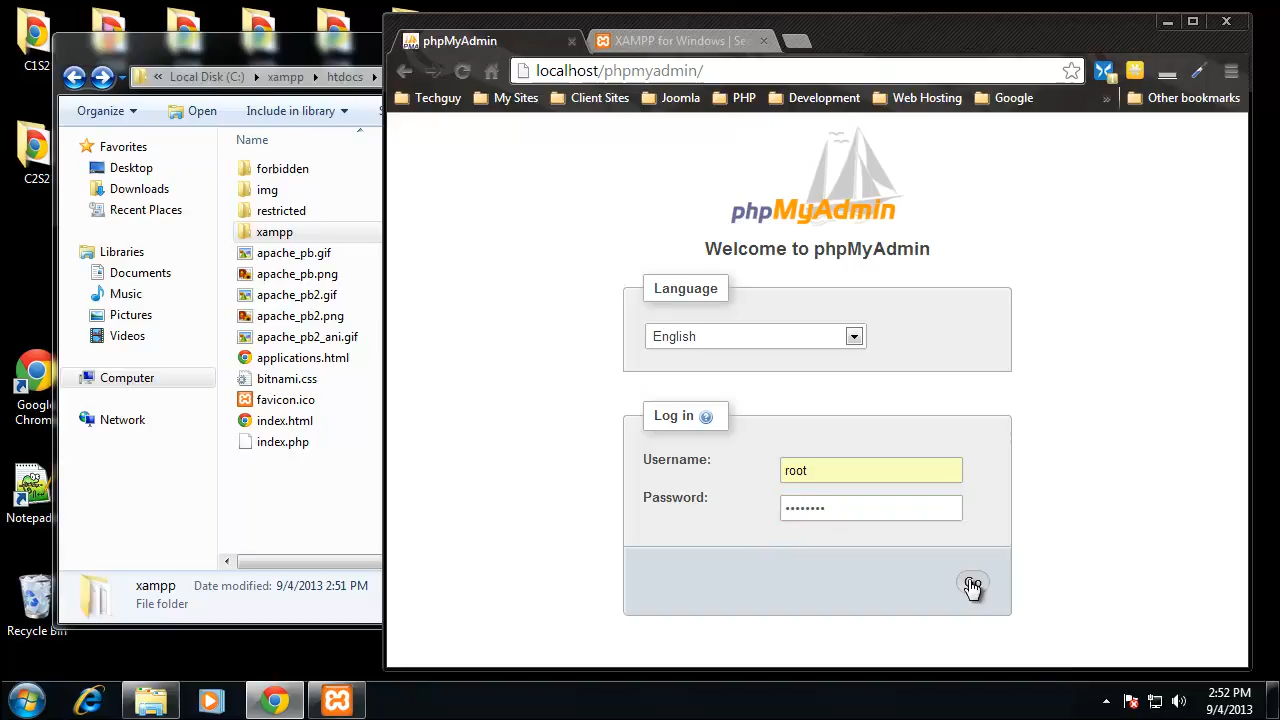 C1S2
C2S2
Google
Chrom
Notepad
Recycle Bin
« Local Disk (C:) ▸ xampp ▸ htdocs ▸
Organize
Open
Include in library
Favorites
Desktop
Downloads
Recent Places
Libraries
Documents
Music
Pictures
Videos
Computer
Network
Name
forbidden
img
restricted
xampp
apache_pb.gif
apache_pb.png
apache_pb2.gif
apache_pb2.png
apache_pb2_ani.gif
applications.html
bitnami.css
favicon.ico
index.html
index.php
xampp Date modified: 9/4/2013 2:51 PM
File folder
phpMyAdmin
XAMPP for Windows | Sec
localhost/phpmyadmin/
Techguy
My Sites
Client Sites
Joomla
PHP
Development
Web Hosting
Google
»
Other bookmarks
phpMyAdmin
Welcome to phpMyAdmin
Language
English
Log in
Username:
root
Password:
••••••••
2:52 PM
9/4/2013